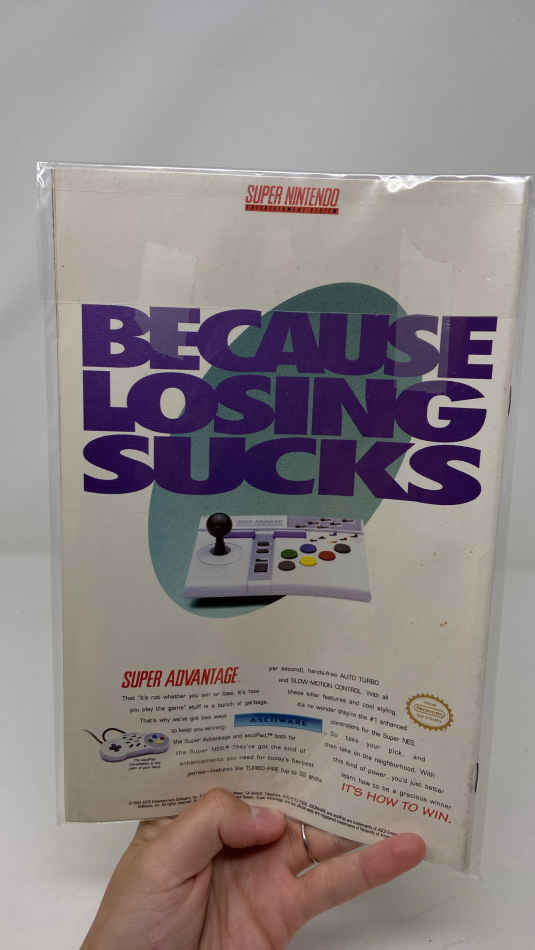 SUPER NINTENDO
ENTERTAINMENT SYSTEM
BECAUSE
LOSING
SUCKS
SUPER ADVANTAGE
That "it's not whether you win or lose, it's how
you play the game" stuff is a bunch of garbage.
That's why we've got two ways
to keep you winning:
the Super Advantage and asciiPad,™ both for
the Super NES.® They've got the kind of
enhancements you need for today's fiercest
games—features like TURBO-FIRE (up to 30 shots
ASCIIWARE
per second), hands-free AUTO TURBO
and SLOW-MOTION CONTROL. With all
these killer features and cool styling,
it's no wonder they're the #1 enhanced
controllers for the Super NES.
So take your pick, and
then take on the neighborhood. With
this kind of power, you'd just better
learn how to be a gracious winner.
IT'S HOW TO WIN.
Nintendo